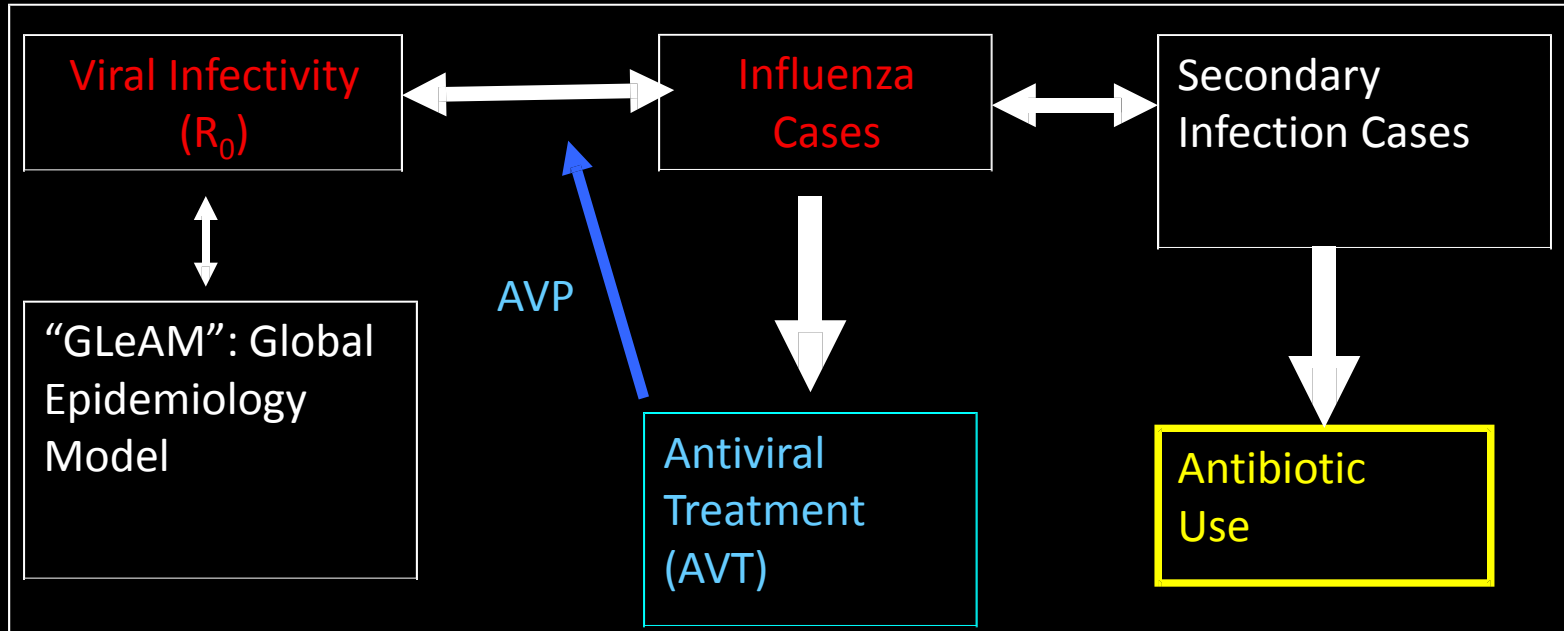 Viral Infectivity
(R₀)
Influenza
Cases
Secondary
Infection Cases
AVP
“GLeAM”: Global
Epidemiology
Model
Antiviral
Treatment
(AVT)
Antibiotic
Use